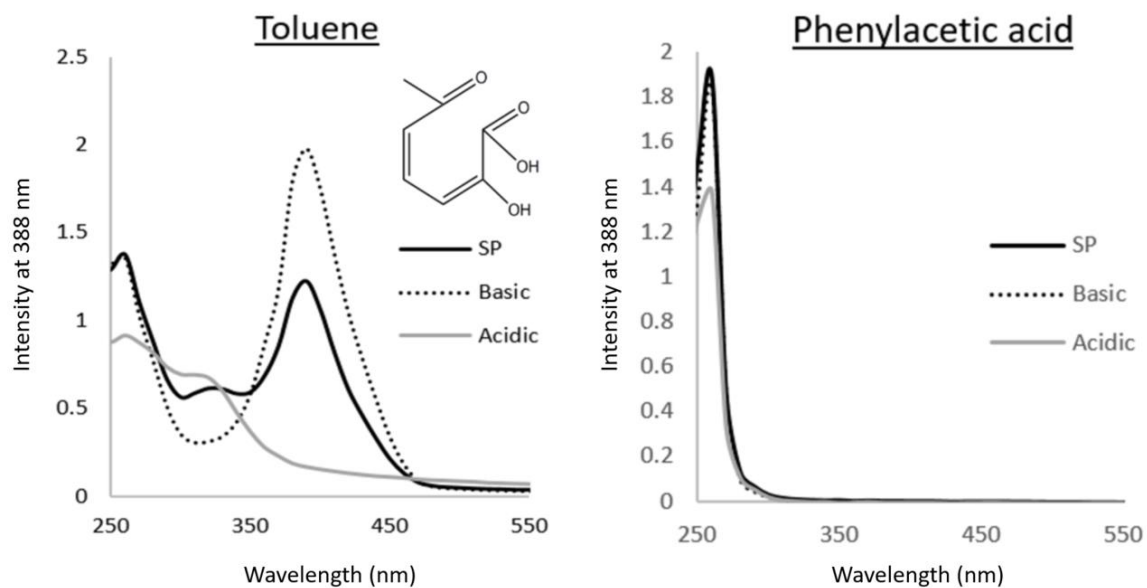 Toluene
Intensity at 388 nm
2.5
2
1.5
1
0.5
0
250
350
450
550
Wavelength (nm)
O
O
OH
OH
SP
Basic
Acidic
Phenylacetic acid
Intensity at 388 nm
2
1.8
1.6
1.4
1.2
1
0.8
0.6
0.4
0.2
0
250
350
450
550
Wavelength (nm)
SP
Basic
Acidic